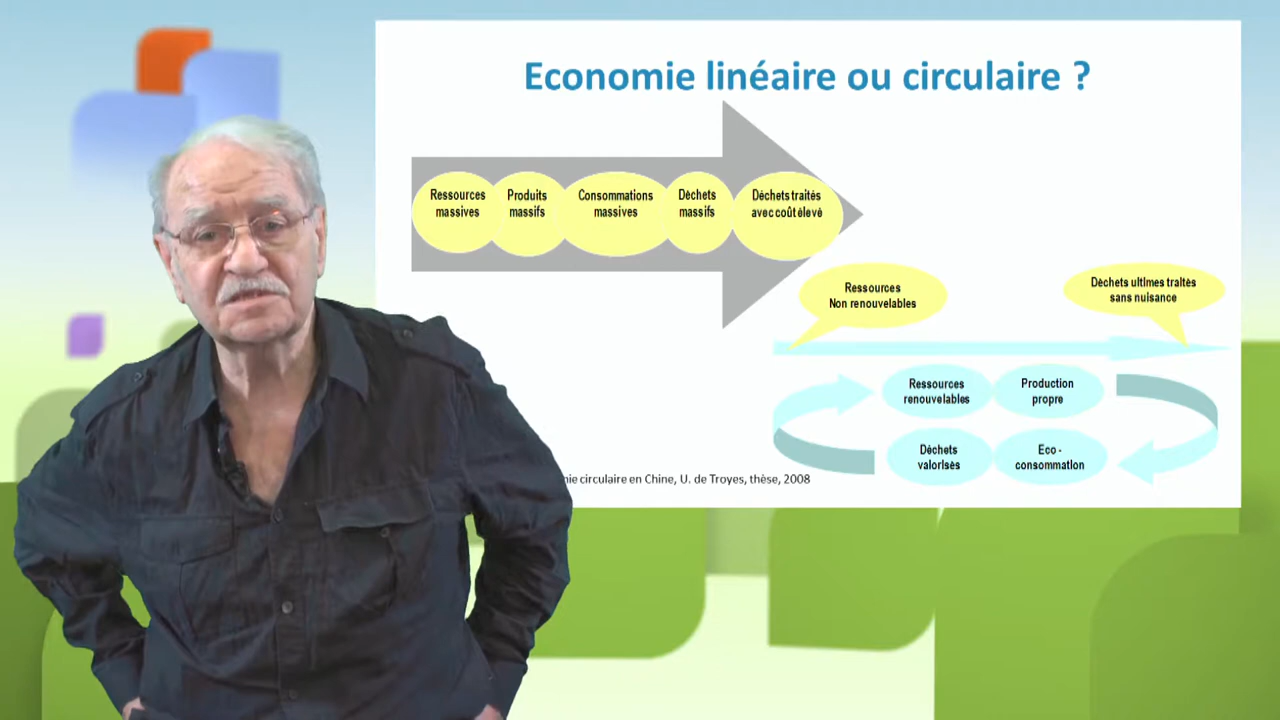 Economie linéaire ou circulaire ?
Ressources
massives
Produits
massifs
Consommations
massives
Déchets
massifs
Déchets traités
avec coût élevé
Ressources
Non renouvelables
Déchets ultimes traités
sans nuisance
Ressources
renouvelables
Production
propre
Déchets
valorisés
Eco -
consommation
circulaire en Chine, U. de Troyes, thèse, 2008